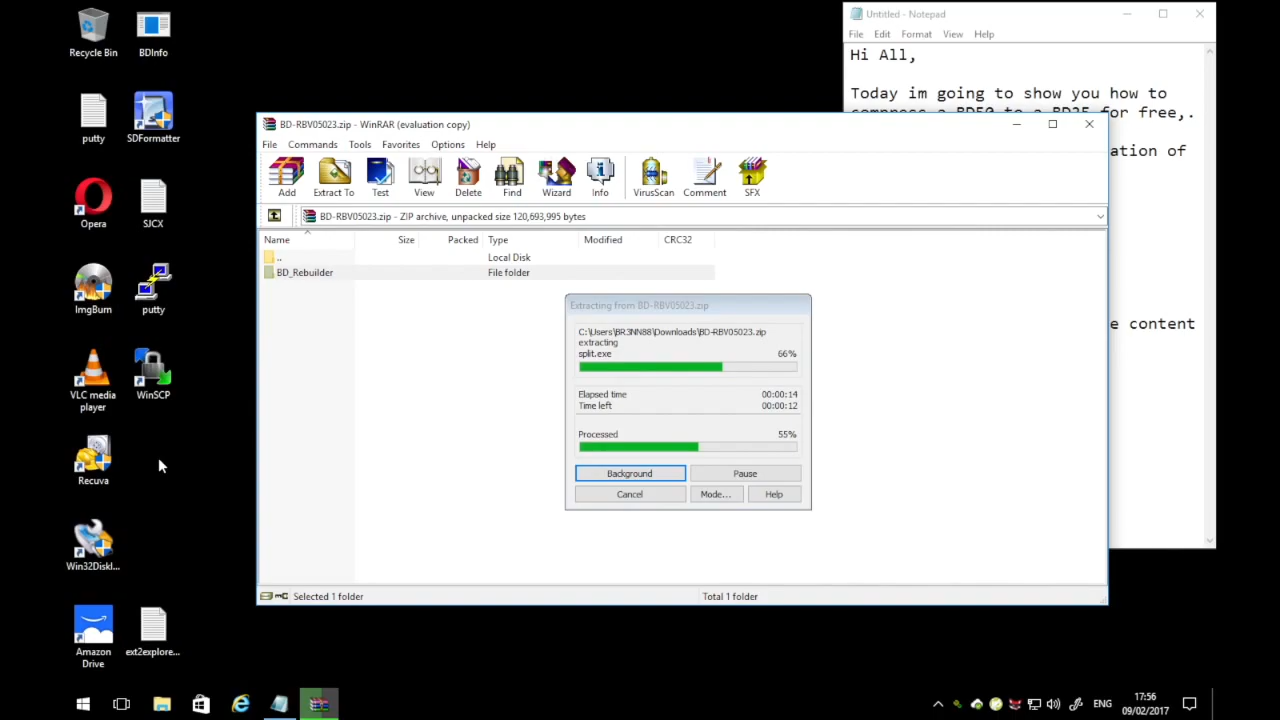 Recycle Bin
BDInfo
putty
SDFormatter
Opera
SJCX
ImgBurn
putty
VLC media
player
WinSCP
Recuva
Win32DiskI...
Amazon
Drive
ext2explore...
Untitled - Notepad
File Edit Format View Help
Hi All,
Today im going to show you how to
compress a BD50 to a BD25 for free,.
ation of
e content
BD-RBV05023.zip - WinRAR (evaluation copy)
File Commands Tools Favorites Options Help
Add Extract To Test View Delete Find Wizard Info VirusScan Comment SFX
BD-RBV05023.zip - ZIP archive, unpacked size 120,693,995 bytes
Name Size Packed Type Modified CRC32
.. Local Disk
BD_Rebuilder File folder
Extracting from BD-RBV05023.zip
C:\Users\BR3NN88\Downloads\BD-RBV05023.zip
extracting
split.exe 66%
Elapsed time 00:00:14
Time left 00:00:12
Processed 55%
Background Pause
Cancel Mode... Help
Selected 1 folder Total 1 folder
ENG
17:56
09/02/2017